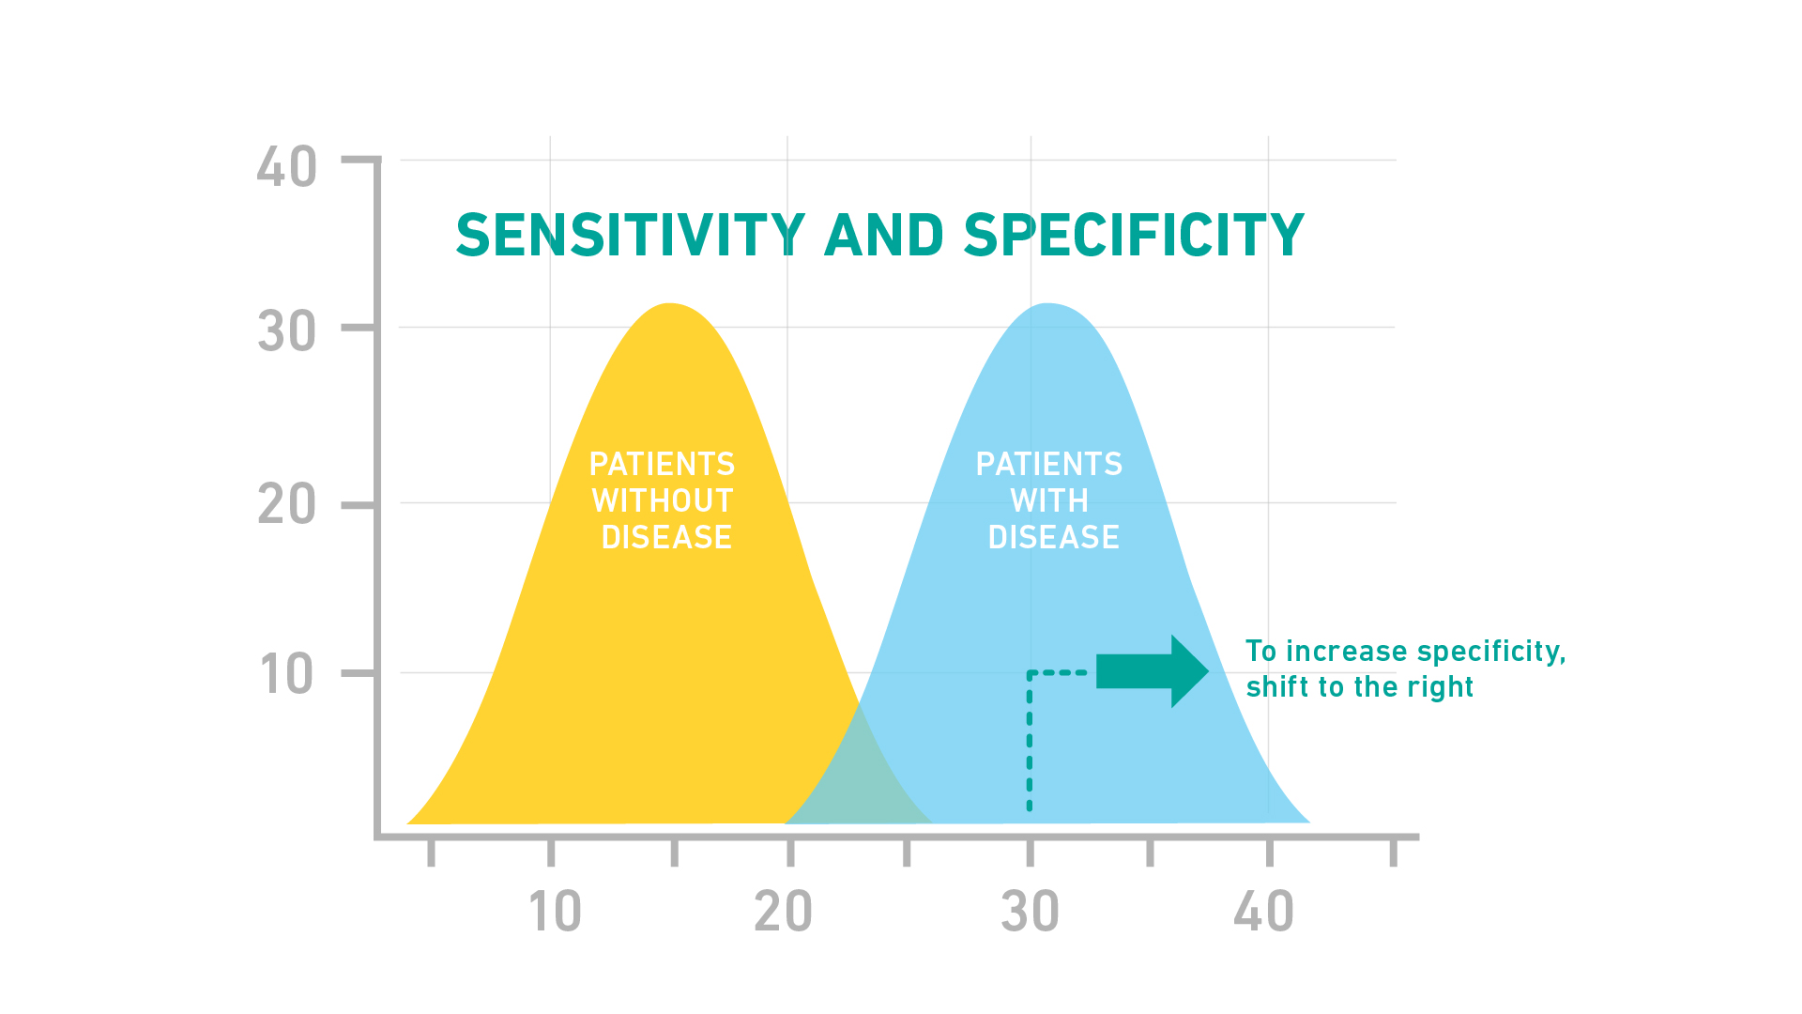 40
SENSITIVITY AND SPECIFICITY
30
PATIENTS
WITHOUT
DISEASE
PATIENTS
WITH
DISEASE
20
10
To increase specificity,
shift to the right
10 20 30 40